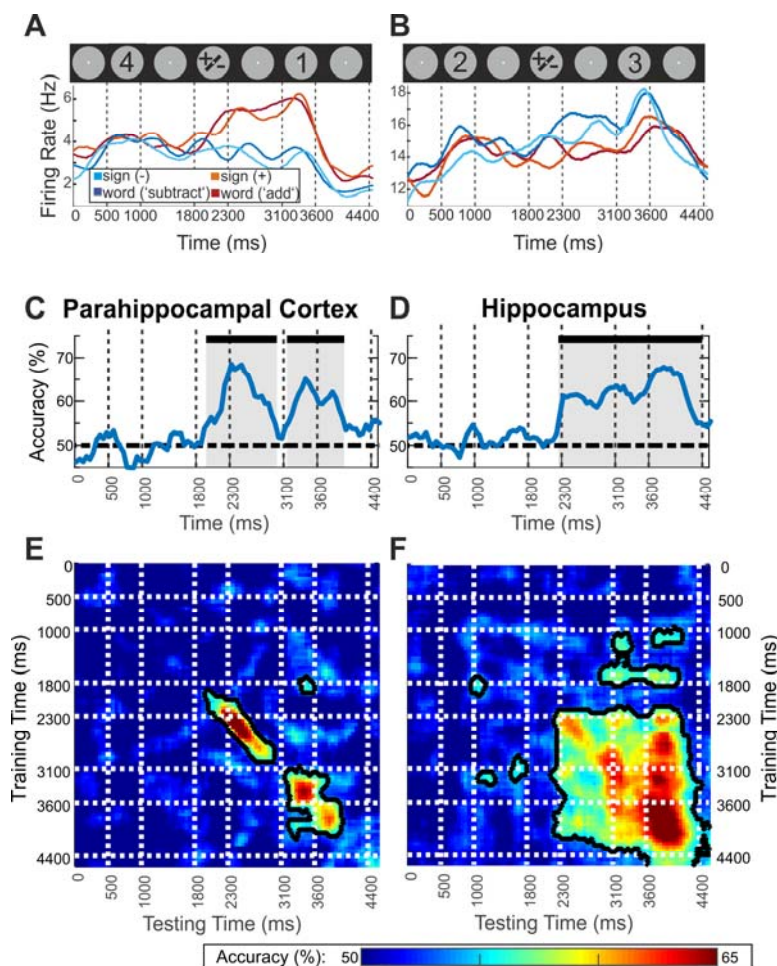 A
B
4
+/-
1
2
+/-
3
Firing Rate (Hz)
6
4
2
sign (-) sign (+)
word ('subtract') word ('add')
0 500 1000 1800 2300 3100 3600 4400
Time (ms)
18
16
14
12
0 500 1000 1800 2300 3100 3600 4400
Time (ms)
C Parahippocampal Cortex
D Hippocampus
Accuracy (%)
70
60
50
0 500 1000 1800 2300 3100 3600 4400
Time (ms)
70
60
50
0 500 1000 1800 2300 3100 3600 4400
Time (ms)
E
F
Training Time (ms)
0
500
1000
1800
2300
3100
3600
4400
0 500 1000 1800 2300 3100 3600 4400
Testing Time (ms)
0
500
1000
1800
2300
3100
3600
4400
Training Time (ms)
0 500 1000 1800 2300 3100 3600 4400
Testing Time (ms)
Accuracy (%): 50 65